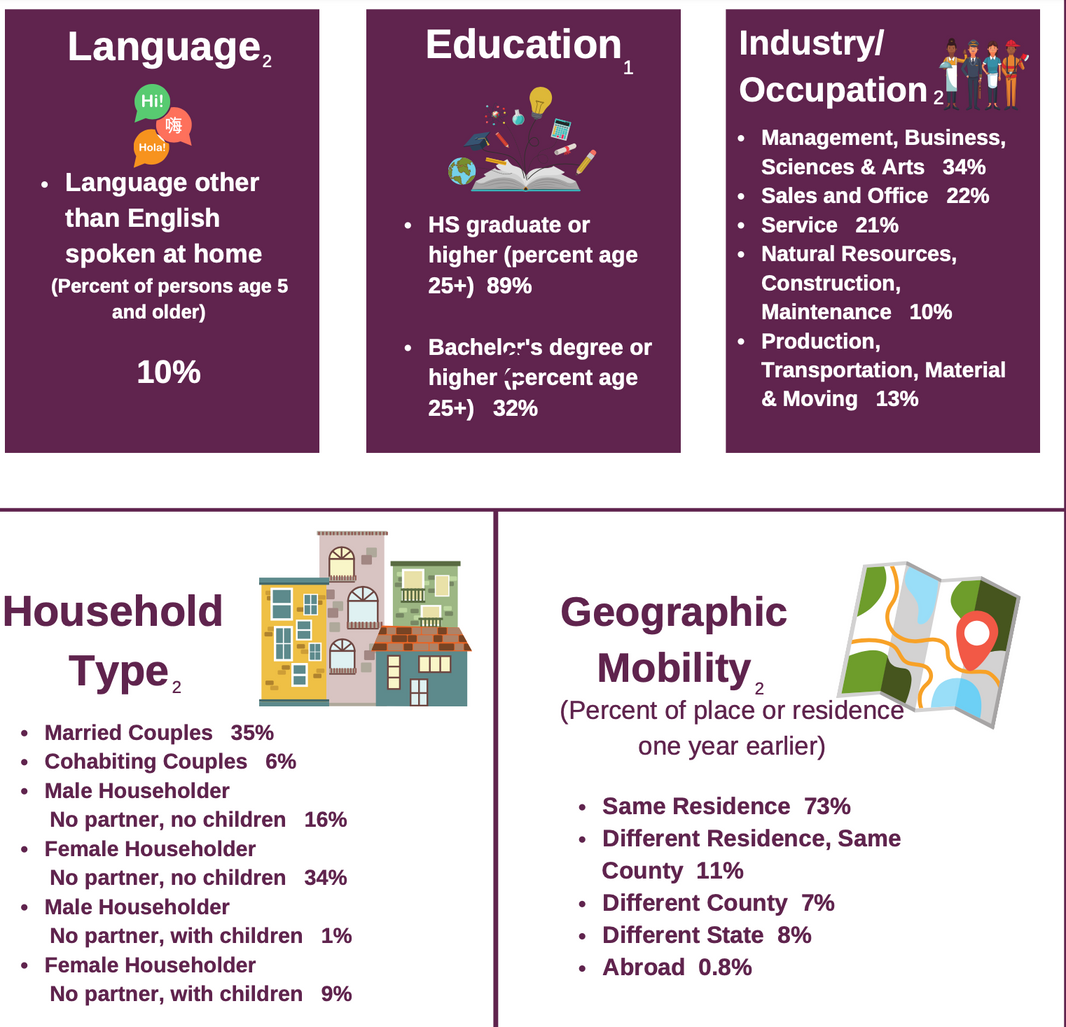 Language2
Hi!
嗨
Hola!
• Language other
than English
spoken at home
(Percent of persons age 5
and older)
10%
Education1
• HS graduate or
higher (percent age
25+) 89%
• Bachelor's degree or
higher (percent age
25+) 32%
Industry/
Occupation2
• Management, Business,
Sciences & Arts 34%
• Sales and Office 22%
• Service 21%
• Natural Resources,
Construction,
Maintenance 10%
• Production,
Transportation, Material
& Moving 13%
Household
Type2
• Married Couples 35%
• Cohabiting Couples 6%
• Male Householder
No partner, no children 16%
• Female Householder
No partner, no children 34%
• Male Householder
No partner, with children 1%
• Female Householder
No partner, with children 9%
Geographic
Mobility2
(Percent of place or residence
one year earlier)
• Same Residence 73%
• Different Residence, Same
County 11%
• Different County 7%
• Different State 8%
• Abroad 0.8%